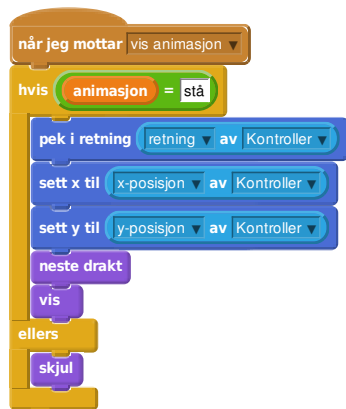 når jeg mottar vis animasjon
hvis animasjon = stå
pek i retning retning av Kontroller
sett x til x-posisjon av Kontroller
sett y til y-posisjon av Kontroller
neste drakt
vis
ellers
skjul